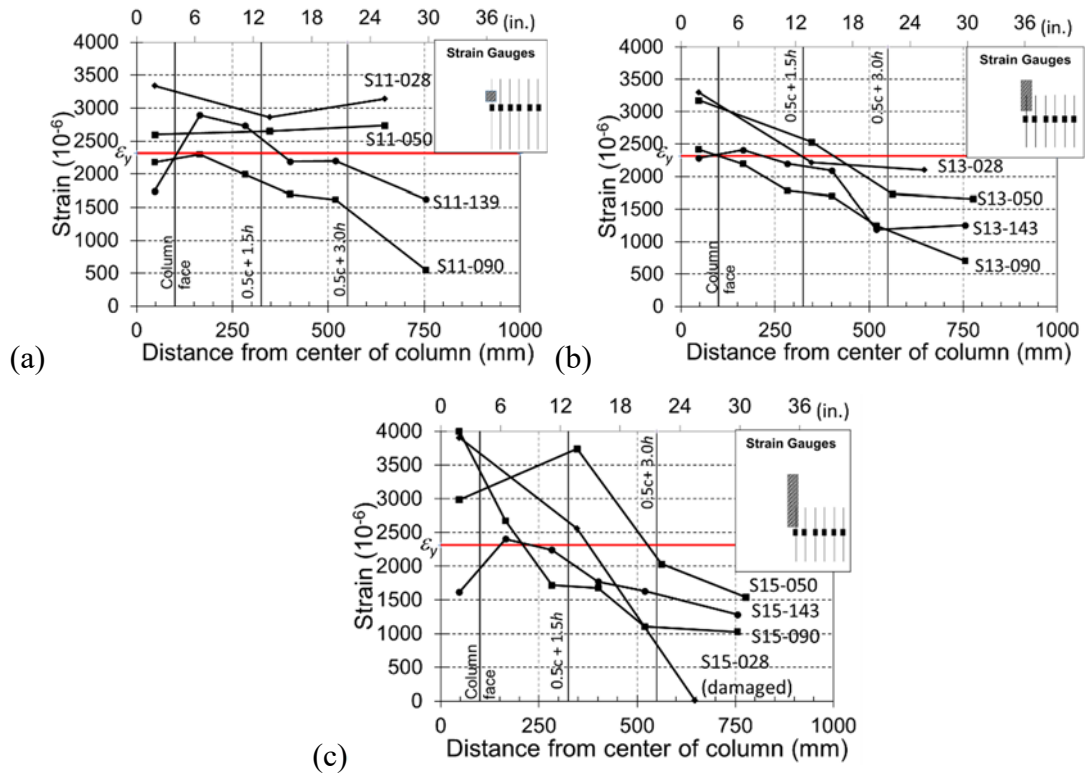 0 6 12 18 24 30 36 (in.)
4000
3500
3000
2500
εy
2000
1500
1000
500
0
Strain (10⁻⁶)
Strain Gauges
S11-028
S11-050
S11-139
S11-090
Column
face
0.5c + 1.5h
0.5c + 3.0h
0 250 500 750 1000
Distance from center of column (mm)
(a)
0 6 12 18 24 30 36 (in.)
4000
3500
3000
2500
εy
2000
1500
1000
500
0
Strain (10⁻⁶)
Strain Gauges
0.5c + 1.5h
0.5c + 3.0h
S13-028
S13-050
S13-143
S13-090
Column
face
0 250 500 750 1000
Distance from center of column (mm)
(b)
0 6 12 18 24 30 36 (in.)
4000
3500
3000
2500
εy
2000
1500
1000
500
0
Strain (10⁻⁶)
Strain Gauges
0.5c+ 3.0h
S15-050
S15-143
S15-090
S15-028
(damaged)
Column
face
0.5c + 1.5h
0 250 500 750 1000
Distance from center of column (mm)
(c)